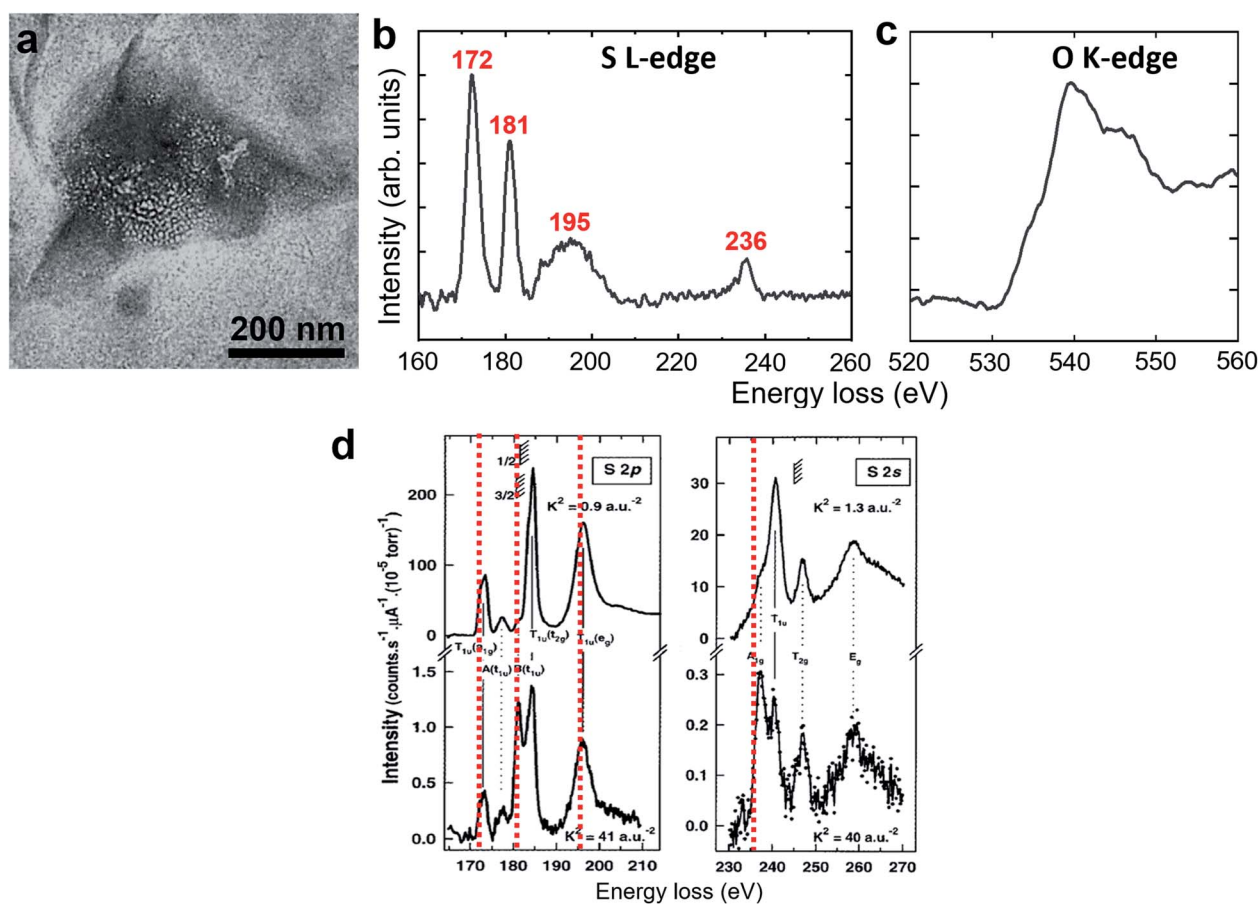 a
200 nm
b
S L-edge
172
181
195
236
Intensity (arb. units)
160 180 200 220 240 260
c
O K-edge
520 530 540 550 560
Energy loss (eV)
d
1/2
3/2
S 2p
K² = 0.9 a.u.⁻²
200
100
0
T1u(t2g)
T1u(eg)
A(t1u)
B(t1u)
1.5
1.0
0.5
0.0
K² = 41 a.u.⁻²
Intensity (counts.s⁻¹.μA⁻¹.(10⁻⁵ torr)⁻¹)
170 180 190 200 210
S 2s
K² = 1.3 a.u.⁻²
30
20
10
0
A1g
T1u
T2g
Eg
0.3
0.2
0.1
0.0
K² = 40 a.u.⁻²
230 240 250 260 270
Energy loss (eV)